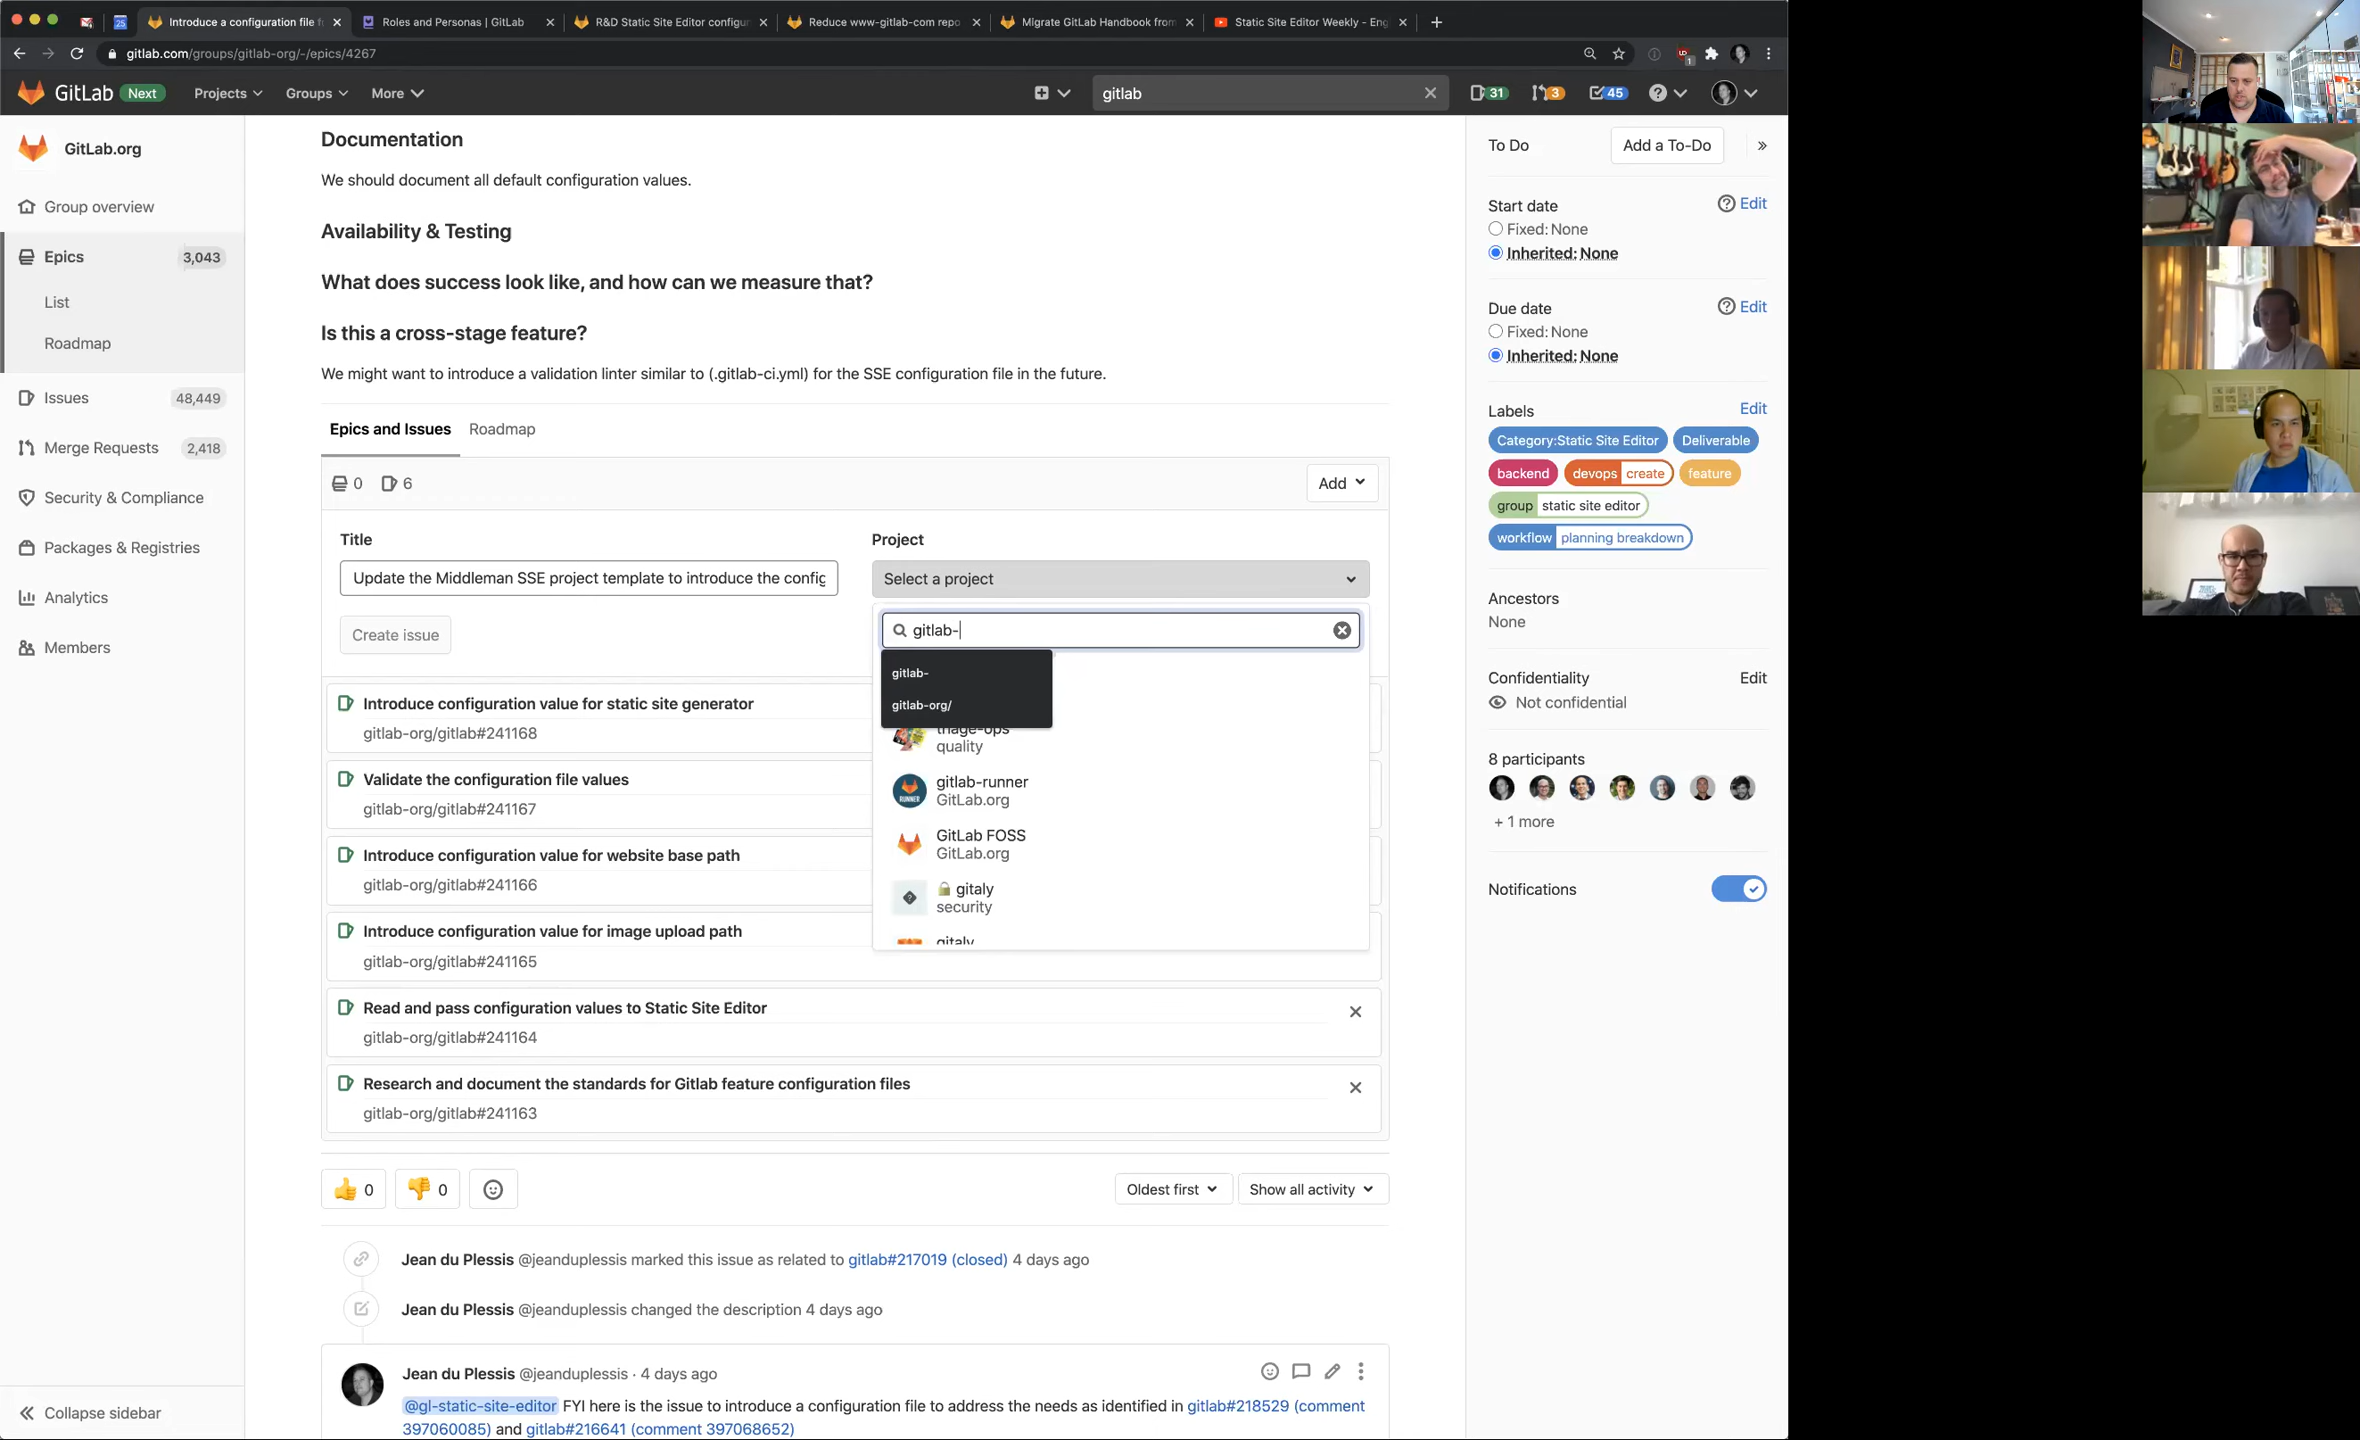 Introduce a configuration file f
Roles and Personas | GitLab
R&D Static Site Editor configur
Reduce www-gitlab-com repo
Migrate GitLab Handbook from
Static Site Editor Weekly - Eng
gitlab.com/groups/gitlab-org/-/epics/4267
GitLab Next Projects Groups More gitlab 31 3 45
GitLab.org
Group overview
Epics 3,043
List
Roadmap
Issues 48,449
Merge Requests 2,418
Security & Compliance
Packages & Registries
Analytics
Members
Collapse sidebar
Documentation
We should document all default configuration values.
Availability & Testing
What does success look like, and how can we measure that?
Is this a cross-stage feature?
We might want to introduce a validation linter similar to (.gitlab-ci.yml) for the SSE configuration file in the future.
Epics and Issues Roadmap
0 6 Add
Title
Update the Middleman SSE project template to introduce the config
Create issue
Project
Select a project
gitlab-
gitlab-
gitlab-org/
triage-ops
quality
gitlab-runner
GitLab.org
GitLab FOSS
GitLab.org
gitaly
security
gitaly
Introduce configuration value for static site generator
gitlab-org/gitlab#241168
Validate the configuration file values
gitlab-org/gitlab#241167
Introduce configuration value for website base path
gitlab-org/gitlab#241166
Introduce configuration value for image upload path
gitlab-org/gitlab#241165
Read and pass configuration values to Static Site Editor
gitlab-org/gitlab#241164
Research and document the standards for Gitlab feature configuration files
gitlab-org/gitlab#241163
0 0 Oldest first Show all activity
Jean du Plessis @jeanduplessis marked this issue as related to gitlab#217019 (closed) 4 days ago
Jean du Plessis @jeanduplessis changed the description 4 days ago
Jean du Plessis @jeanduplessis · 4 days ago
@gl-static-site-editor FYI here is the issue to introduce a configuration file to address the needs as identified in gitlab#218529 (comment
397060085) and gitlab#216641 (comment 397068652)
To Do Add a To-Do
Start date Edit
Fixed: None
Inherited: None
Due date Edit
Fixed: None
Inherited: None
Labels Edit
Category:Static Site Editor Deliverable
backend devops create feature
group static site editor
workflow planning breakdown
Ancestors
None
Confidentiality Edit
Not confidential
8 participants
+ 1 more
Notifications